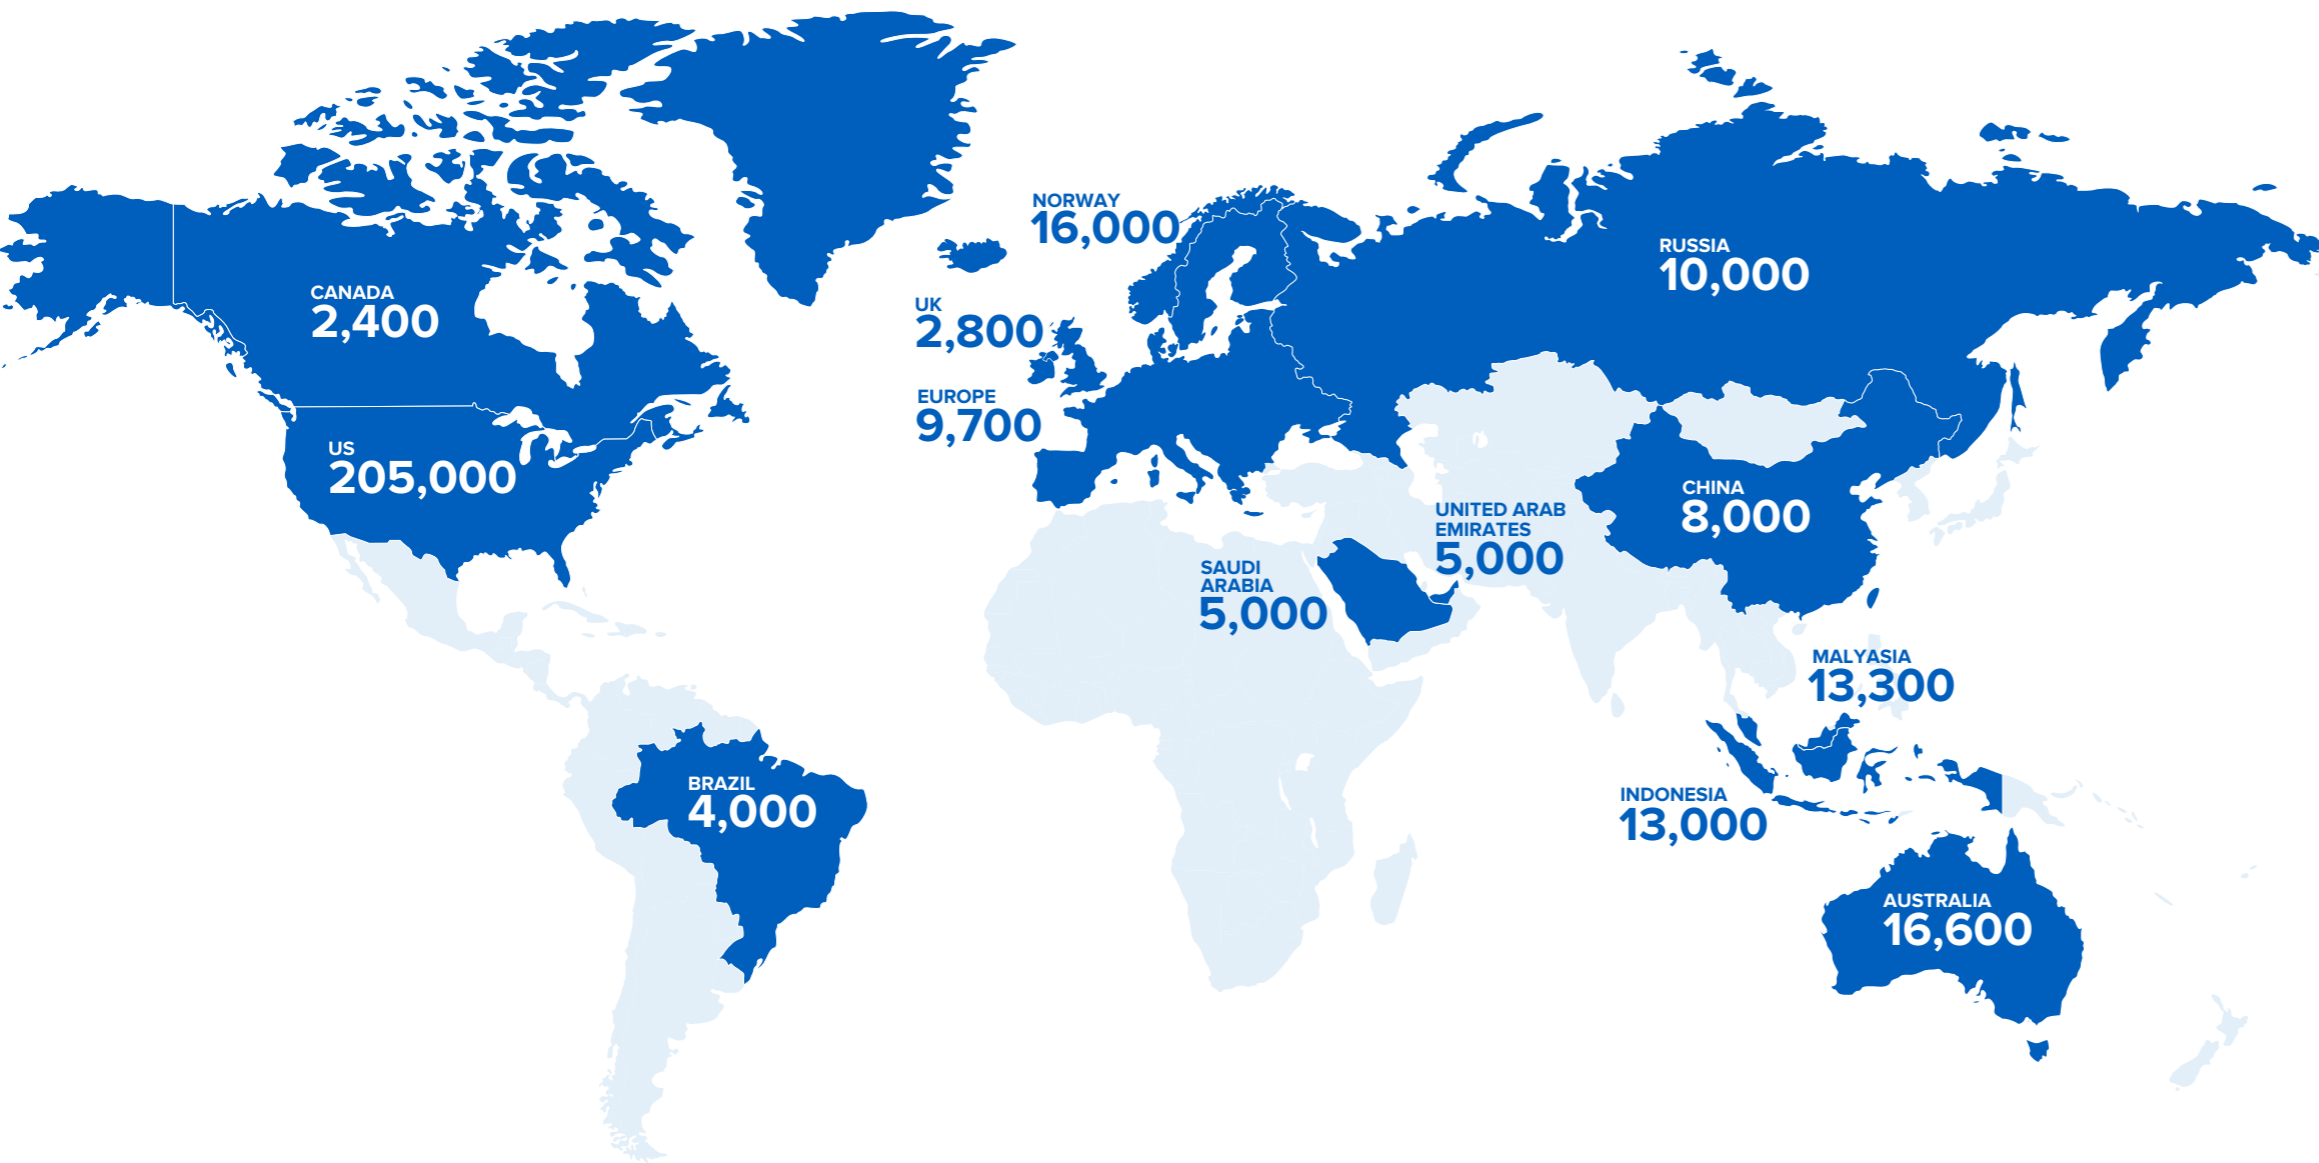 NORWAY
16,000
RUSSIA
10,000
CANADA
2,400
UK
2,800
EUROPE
9,700
US
205,000
CHINA
8,000
UNITED ARAB
EMIRATES
5,000
SAUDI
ARABIA
5,000
MALYASIA
13,300
BRAZIL
4,000
INDONESIA
13,000
AUSTRALIA
16,600